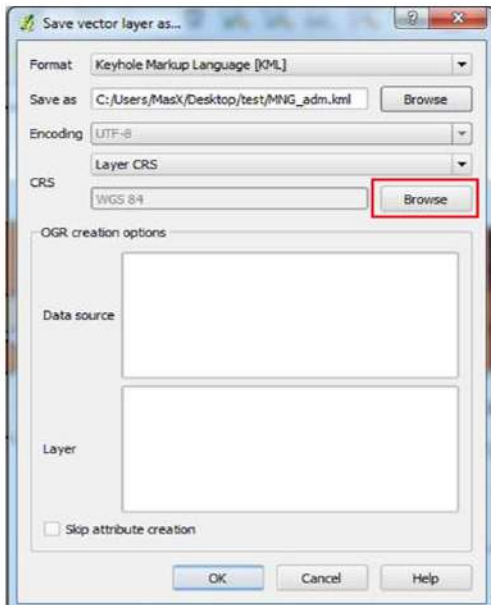 Save vector layer as...
Format Keyhole Markup Language [KML]
Save as C:/Users/MasX/Desktop/test/MNG_adm.kml Browse
Encoding UTF-8
Layer CRS
CRS
WGS 84 Browse
OGR creation options
Data source
Layer
Skip attribute creation
OK Cancel Help